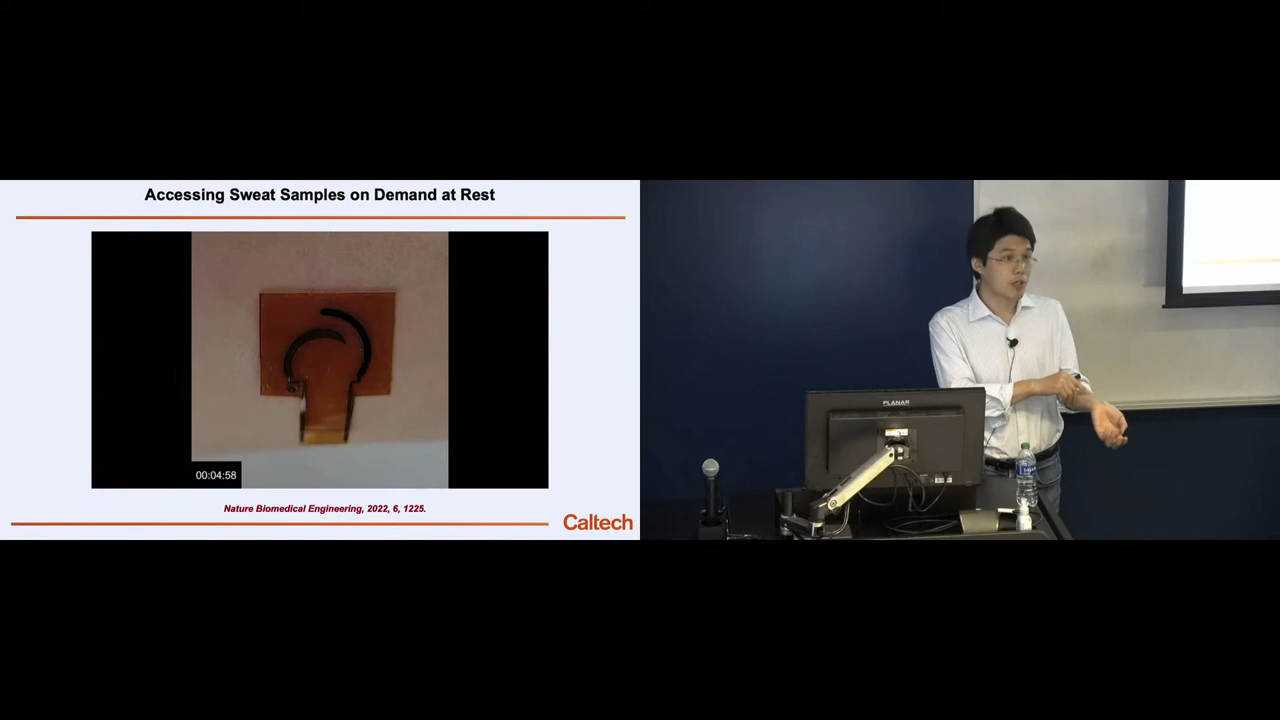 Accessing Sweat Samples on Demand at Rest
00:04:58
Nature Biomedical Engineering, 2022, 6, 1225.
Caltech
PLANAR